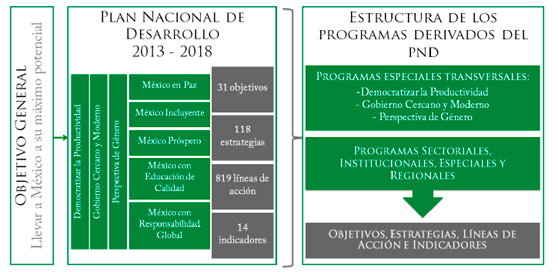 OBJETIVO GENERAL
Llevar a México a su máximo potencial
PLAN NACIONAL DE
DESARROLLO
2013 - 2018
Democratizar la Productividad
Gobierno Cercano y Moderno
Perspectiva de Género
México en Paz
México Incluyente
México Próspero
México con
Educación de
Calidad
México con
Responsabilidad
Global
31 objetivos
118
estrategias
819 líneas de
acción
14
indicadores
ESTRUCTURA DE LOS
PROGRAMAS DERIVADOS DEL
PND
PROGRAMAS ESPECIALES TRANSVERSALES:
-Democratizar la Productividad
- Gobierno Cercano y Moderno
- Perspectiva de Género
PROGRAMAS SECTORIALES,
INSTITUCIONALES, ESPECIALES Y
REGIONALES
OBJETIVOS, ESTRATEGIAS, LÍNEAS DE
ACCIÓN E INDICADORES